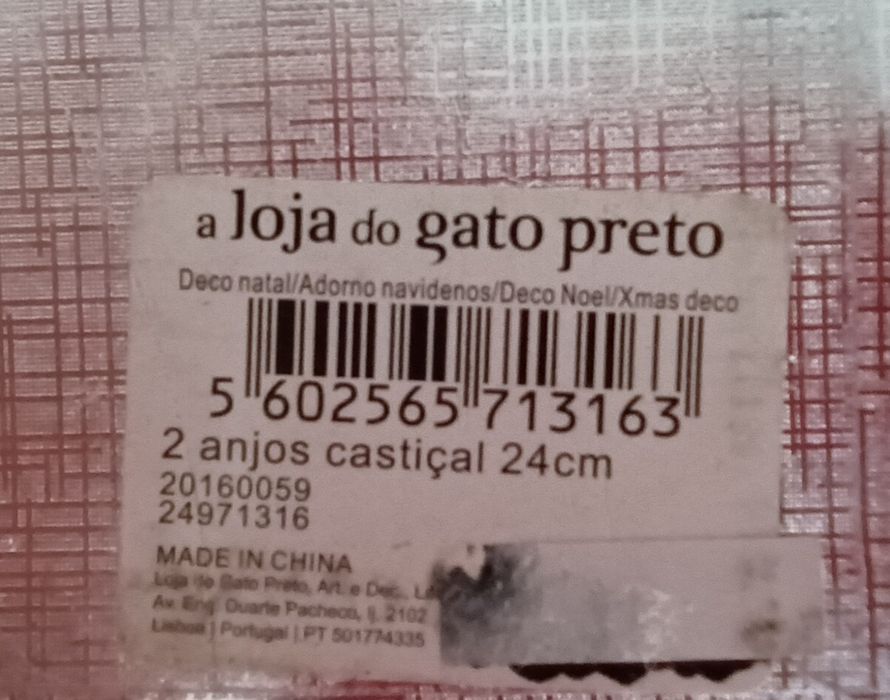 a loja do gato preto
Deco natal/Adorno navidenos/Deco Noel/Xmas deco
5 602565 713163
2 anjos castiçal 24cm
20160059
24971316
MADE IN CHINA
Loja do Gato Preto, Art. e Dec.,
Av. Eng. Duarte Pacheco, lj. 2102
Lisboa | Portugal | PT 501774335